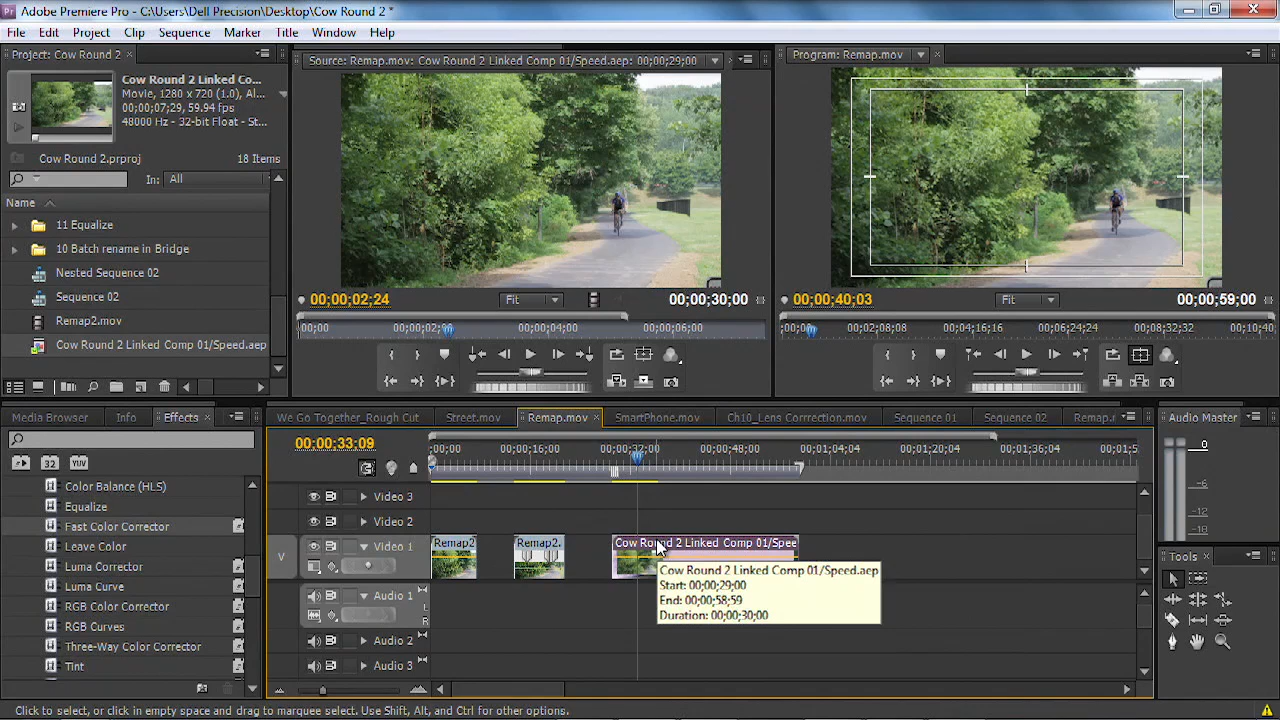 Adobe Premiere Pro - C:\Users\Dell Precision\Desktop\Cow Round 2 *
File Edit Project Clip Sequence Marker Title Window Help
Project: Cow Round 2
Cow Round 2 Linked Co...
Movie, 1280 x 720 (1.0), Al...
00;00;07;29, 59.94 fps
48000 Hz - 32-bit Float - St...
Cow Round 2.prproj
18 Items
In: All
Name
11 Equalize
10 Batch rename in Bridge
Nested Sequence 02
Sequence 02
Remap2.mov
Cow Round 2 Linked Comp 01/Speed.aep
Source: Remap.mov: Cow Round 2 Linked Comp 01/Speed.aep: 00;00;29;00
00;00;02;24
Fit
00;00;30;00
;00;00 00;00;02;00 00;00;04;00 00;00;06;00
Program: Remap.mov
00;00;40;03
Fit
00;00;59;00
;00;00 00;02;08;08 00;04;16;16 00;06;24;24 00;08;32;32 00;10;40
Media Browser Info Effects
32 YUV
Color Balance (HLS)
Equalize
Fast Color Corrector
Leave Color
Luma Corrector
Luma Curve
RGB Color Corrector
RGB Curves
Three-Way Color Corrector
Tint
We Go Together_Rough Cut Street.mov Remap.mov SmartPhone.mov Ch10_Lens Corrrection.mov Sequence 01 Sequence 02 Remap.r
00;00;33;09
;00;00 00;00;16;00 00;00;32;00 00;00;48;00 00;01;04;02 00;01;20;02 00;01;36;02 00;01;5
Video 3
Video 2
V
Video 1
Remap2
Remap2.
Cow Round 2 Linked Comp 01/Spee
Cow Round 2 Linked Comp 01/Speed.aep
Start: 00;00;29;00
End: 00;00;58;59
Duration: 00;00;30;00
Audio 1
L
R
Audio 2
Audio 3
Audio Master
0
-6
-12
-18
Tools
Click to select, or click in empty space and drag to marquee select. Use Shift, Alt, and Ctrl for other options.